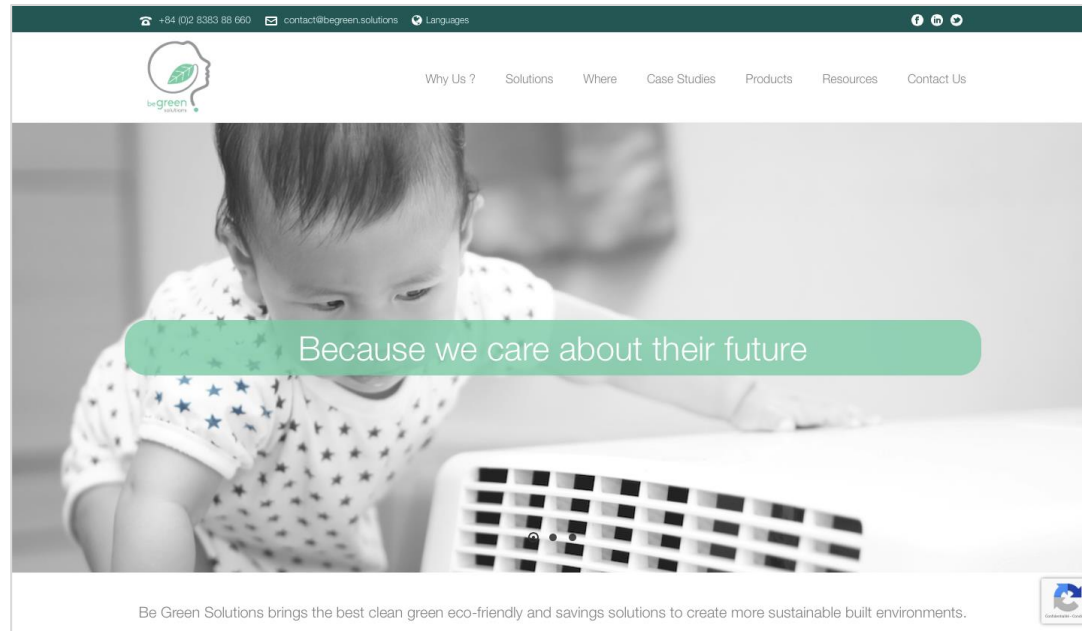 +84 (0)2 8383 88 660 contact@begreen.solutions Languages
be green
solutions
Why Us ? Solutions Where Case Studies Products Resources Contact Us
Because we care about their future
Be Green Solutions brings the best clean green eco-friendly and savings solutions to create more sustainable built environments.